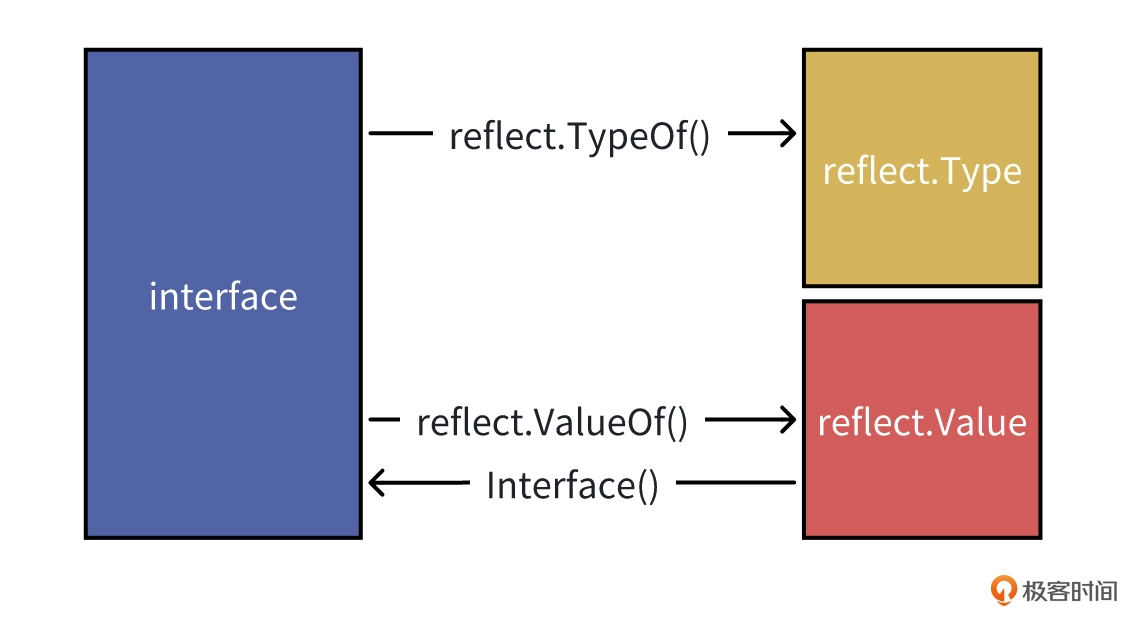 interface
reflect.TypeOf()
reflect.Type
reflect.ValueOf()
reflect.Value
Interface()
极客时间